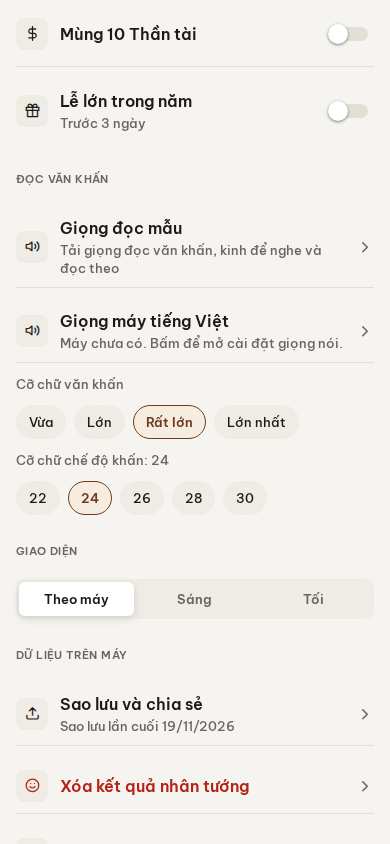 Mùng 10 Thần tài
Lễ lớn trong năm
Trước 3 ngày
ĐỌC VĂN KHẤN
Giọng đọc mẫu
Tải giọng đọc văn khấn, kinh để nghe và
đọc theo
Giọng máy tiếng Việt
Máy chưa có. Bấm để mở cài đặt giọng nói.
Cỡ chữ văn khấn
Vừa Lớn Rất lớn Lớn nhất
Cỡ chữ chế độ khấn: 24
22 24 26 28 30
GIAO DIỆN
Theo máy Sáng Tối
DỮ LIỆU TRÊN MÁY
Sao lưu và chia sẻ
Sao lưu lần cuối 19/11/2026
Xóa kết quả nhân tướng